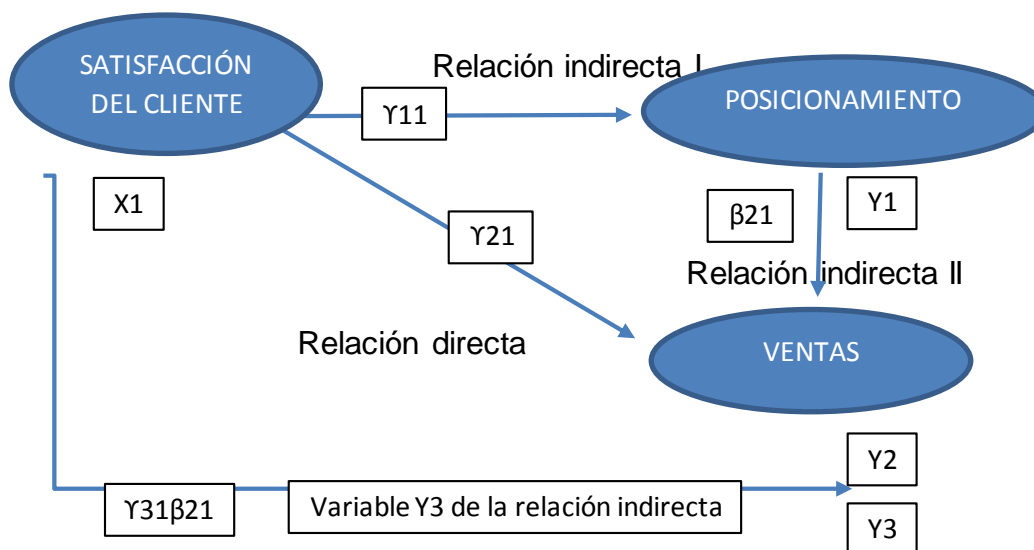 SATISFACCIÓN
DEL CLIENTE
Relación indirecta I
POSICIONAMIENTO
ϒ11
X1
β21
Y1
ϒ21
Relación indirecta II
Relación directa
VENTAS
Y2
ϒ31β21
Variable Y3 de la relación indirecta
Y3